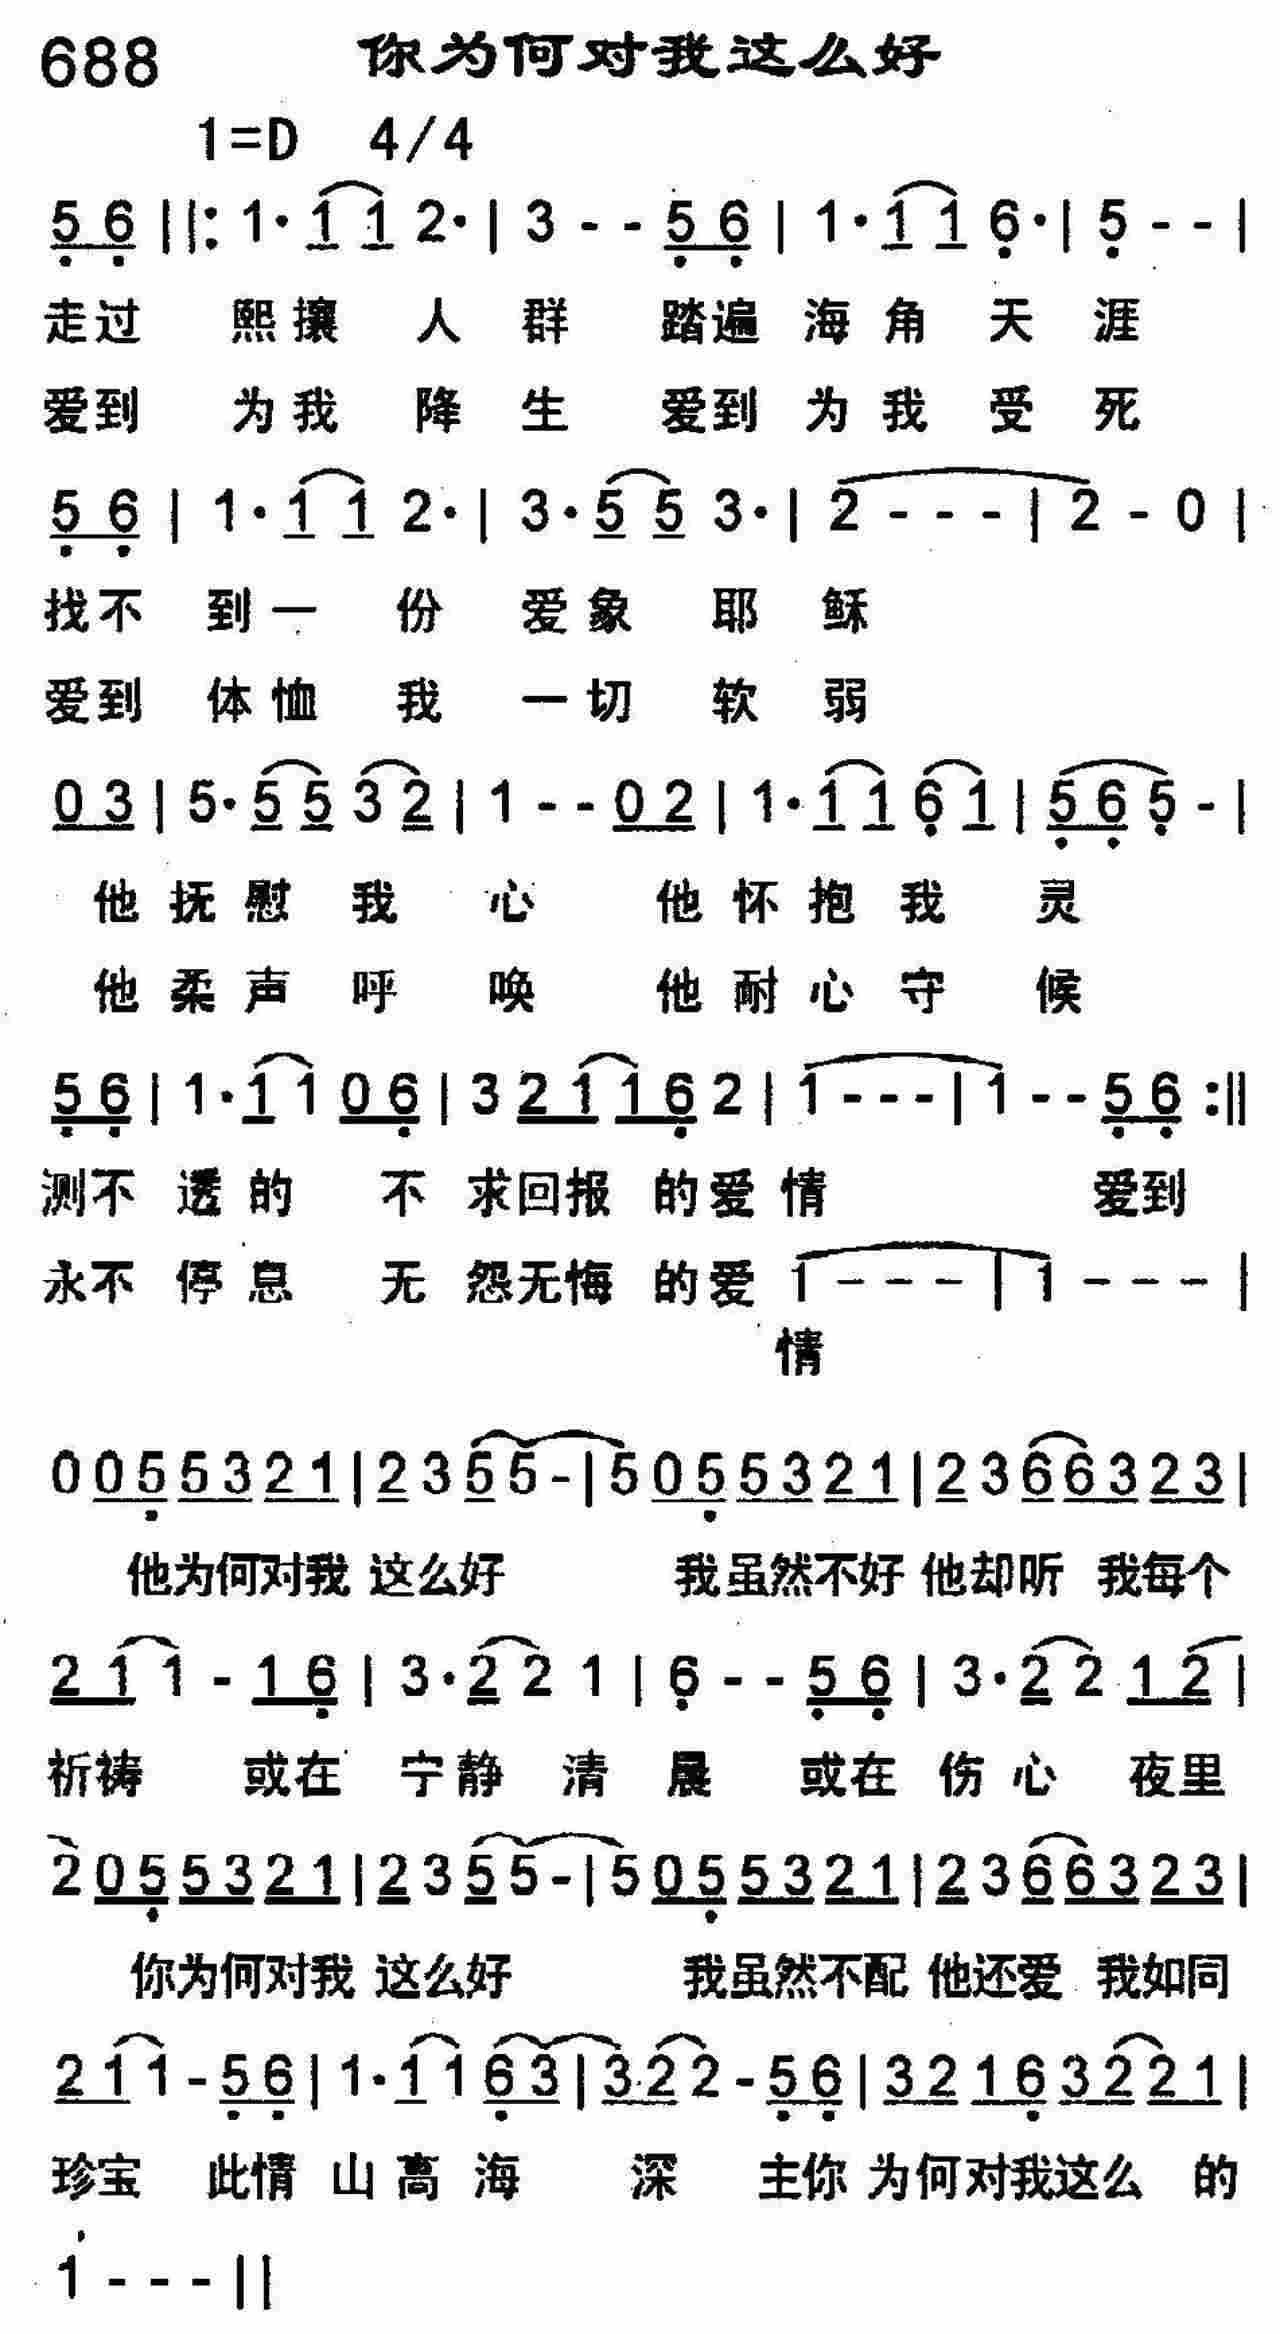 688 你为何对我这么好
1=D 4/4
5 6 ||: 1· 1 1 2· | 3 - - 5 6 | 1· 1 1 6· | 5 - - |
走过 熙攘 人 群 踏遍 海 角 天 涯
爱到 为我 降 生 爱到 为我 受 死
5 6 | 1· 1 1 2· | 3· 5 5 3· | 2 - - - | 2 - 0 |
找不 到一 份 爱象 耶 稣
爱到 体恤 我 一切 软 弱
0 3 | 5· 5 5 3 2 | 1 - - 0 2 | 1· 1 1 6 1 | 5 6 5 - |
他 抚慰 我 心 他 怀抱 我 灵
他 柔声 呼 唤 他 耐心 守 候
5 6 | 1· 1 1 0 6 | 3 2 1 1 6 2 | 1 - - - | 1 - - 5 6 :||
测不 透的 不 求回报 的爱 情 爱到
永不 停息 无 怨无悔 的爱 1 - - - | 1 - - - |
情
0 0 5 5 3 2 1 | 2 3 5 5 - | 5 0 5 5 3 2 1 | 2 3 6 6 3 2 3 |
他为何对我 这么好 我虽然不好 他却听 我每个
2 1 1 - 1 6 | 3· 2 2 1 | 6 - - 5 6 | 3· 2 2 1 2 |
祈祷 或在 宁静 清 晨 或在 伤心 夜里
2 0 5 5 3 2 1 | 2 3 5 5 - | 5 0 5 5 3 2 1 | 2 3 6 6 3 2 3 |
你为何对我 这么好 我虽然不配 他还爱 我如同
2 1 1 - 5 6 | 1· 1 1 6 3 | 3 2 2 - 5 6 | 3 2 1 6 3 2 2 1 |
珍宝 此情 山高 海 深 主你 为何对我这么 的
1 - - - ||